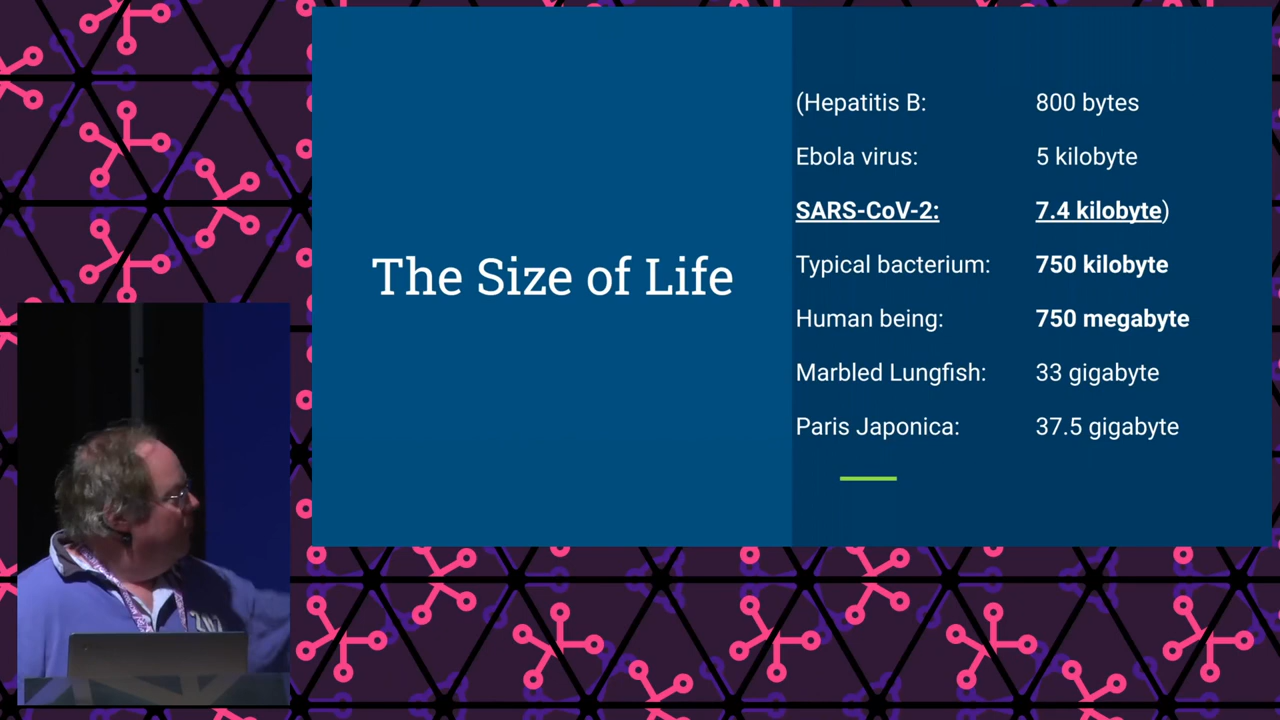 The Size of Life
(Hepatitis B: 800 bytes
Ebola virus: 5 kilobyte
SARS-CoV-2: 7.4 kilobyte)
Typical bacterium: 750 kilobyte
Human being: 750 megabyte
Marbled Lungfish: 33 gigabyte
Paris Japonica: 37.5 gigabyte